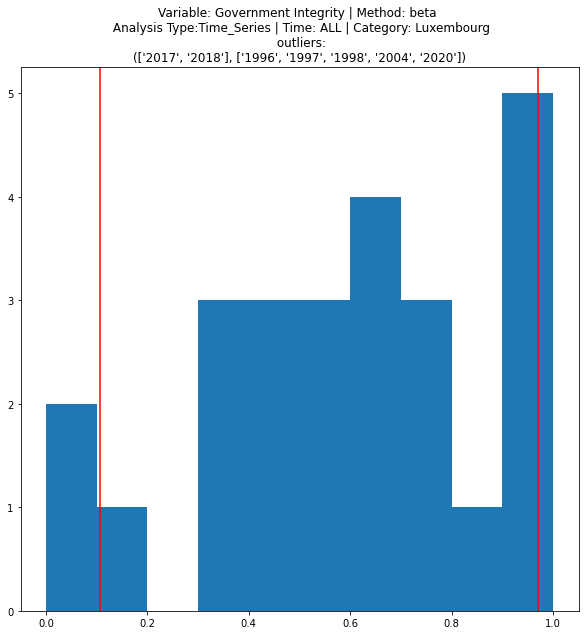 Variable: Government Integrity | Method: beta
Analysis Type:Time_Series | Time: ALL | Category: Luxembourg
outliers:
(['2017', '2018'], ['1996', '1997', '1998', '2004', '2020'])
5
4
3
2
1
0
0.0 0.2 0.4 0.6 0.8 1.0